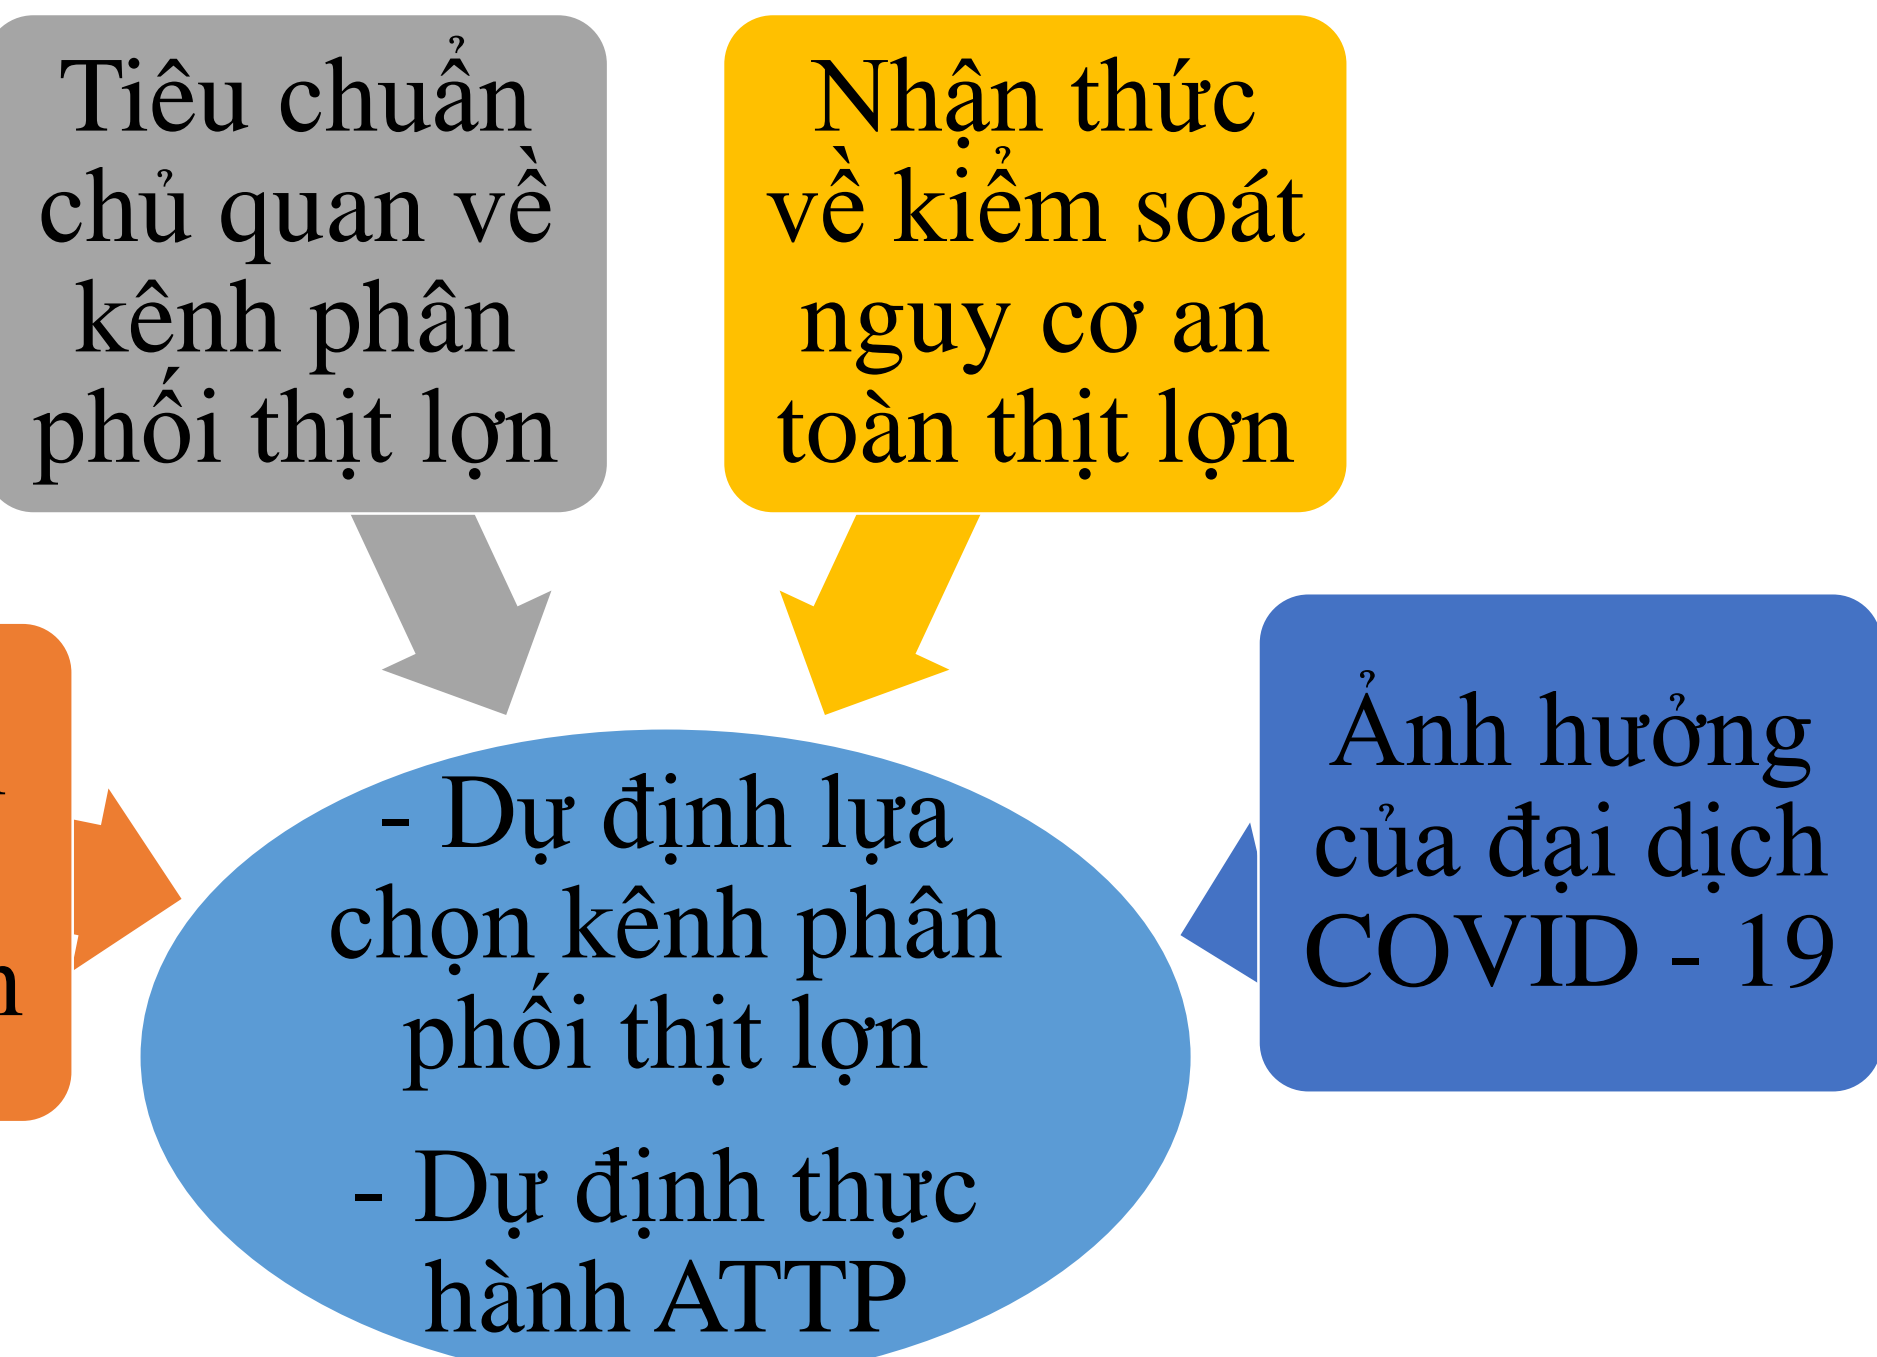 Tiêu chuẩn
chủ quan về
kênh phân
phối thịt lợn
Nhận thức
về kiểm soát
nguy cơ an
toàn thịt lợn
Ảnh hưởng
của đại dịch
COVID - 19
- Dự định lựa
chọn kênh phân
phối thịt lợn
- Dự định thực
hành ATTP